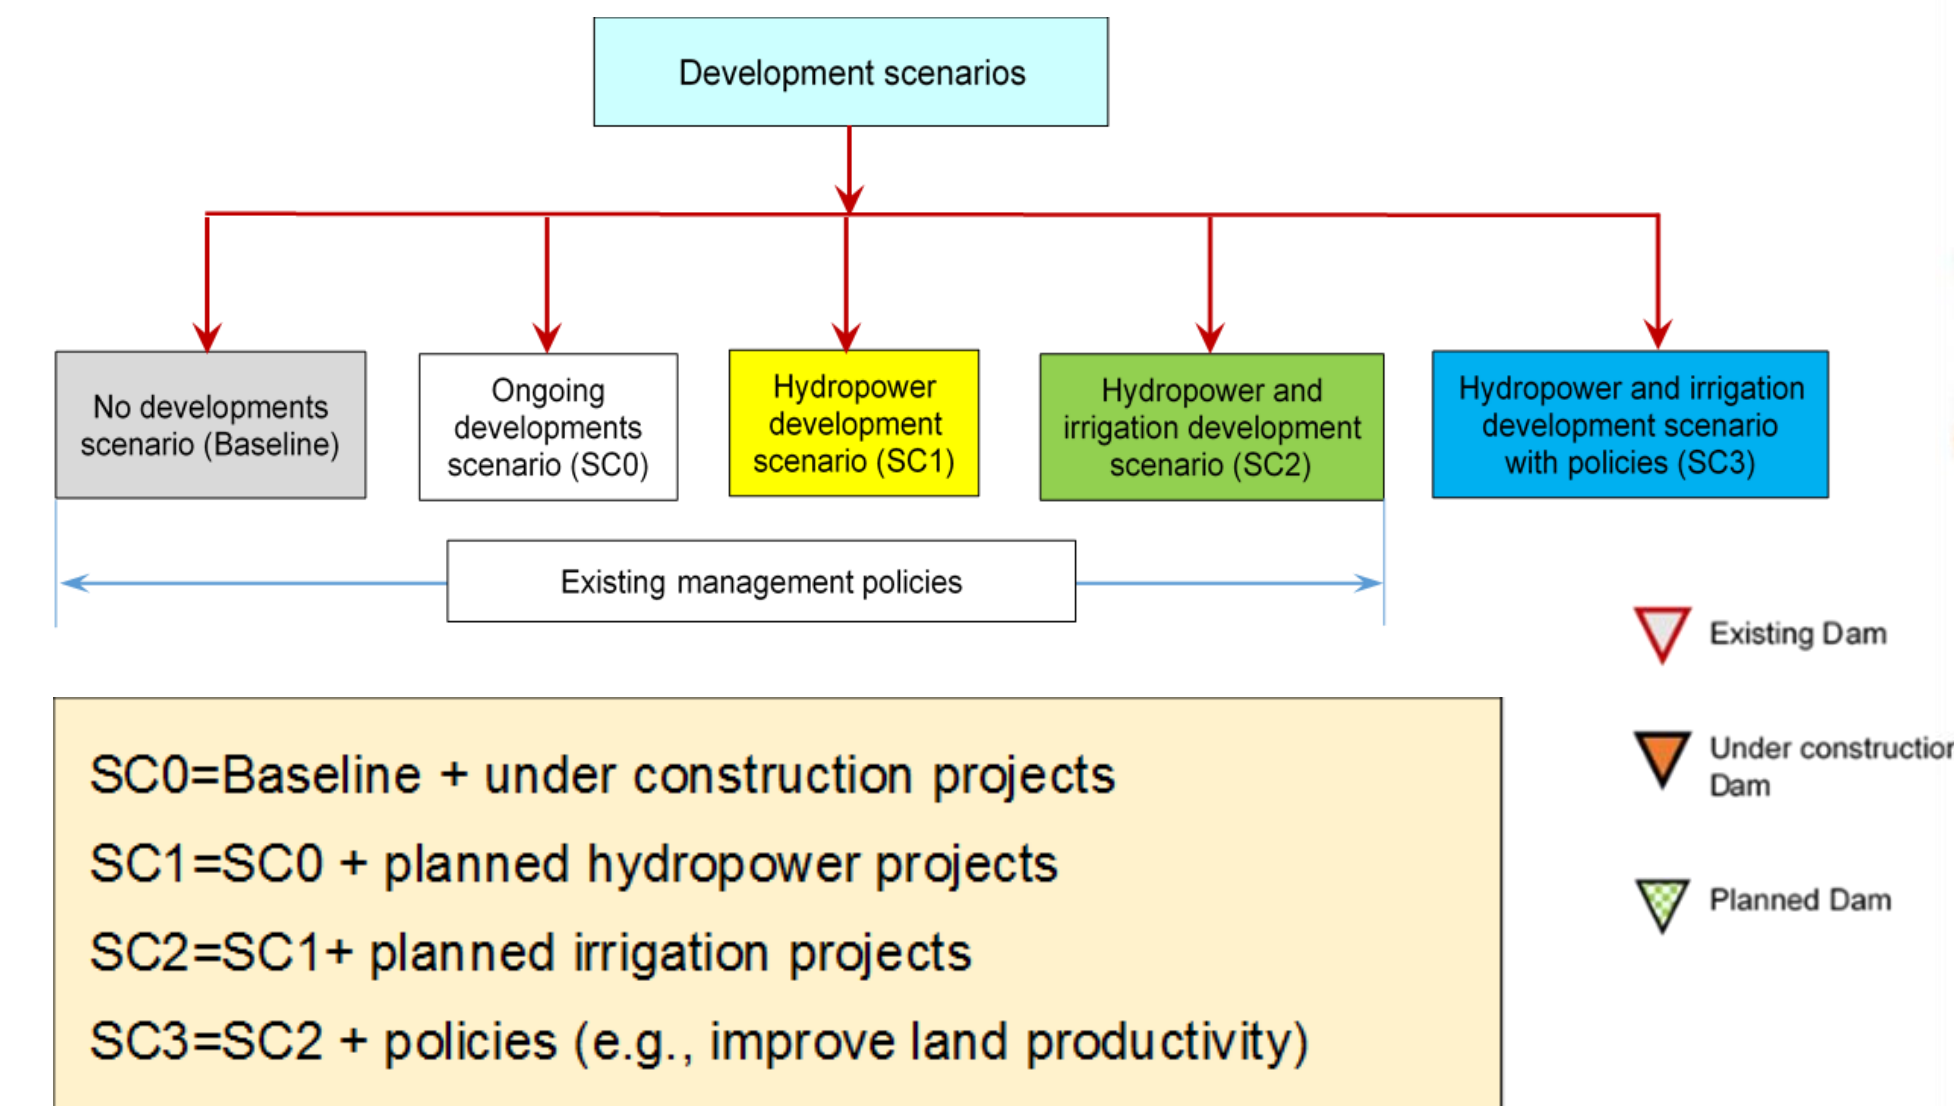 Development scenarios
No developments
scenario (Baseline)
Ongoing
developments
scenario (SC0)
Hydropower
development
scenario (SC1)
Hydropower and
irrigation development
scenario (SC2)
Hydropower and irrigation
development scenario
with policies (SC3)
Existing management policies
Existing Dam
Under construction
Dam
Planned Dam
SC0=Baseline + under construction projects
SC1=SC0 + planned hydropower projects
SC2=SC1+ planned irrigation projects
SC3=SC2 + policies (e.g., improve land productivity)